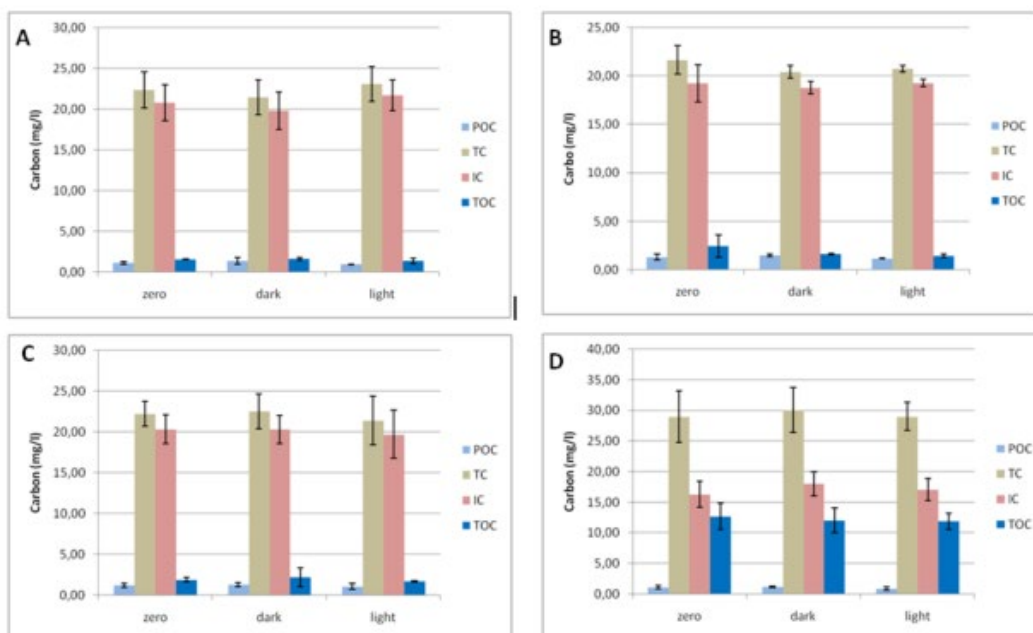 A
30,00
25,00
20,00
15,00
10,00
5,00
0,00
Carbon (mg/l)
zero dark light
POC
TC
IC
TOC
B
25,00
20,00
15,00
10,00
5,00
0,00
Carbo (mg/l)
zero dark light
POC
TC
IC
TOC
C
30,00
25,00
20,00
15,00
10,00
5,00
0,00
Carbon (mg/l)
zero dark light
POC
TC
IC
TOC
D
40,00
35,00
30,00
25,00
20,00
15,00
10,00
5,00
0,00
Carbon (mg/l)
zero dark light
POC
TC
IC
TOC